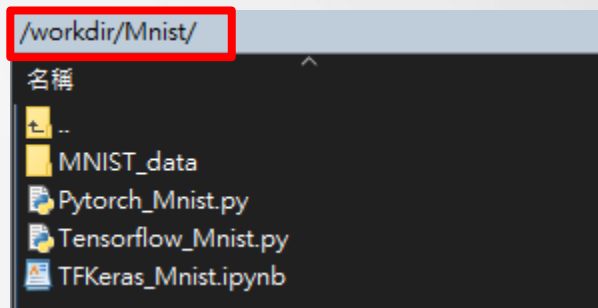 /workdir/Mnist/
名稱
..
MNIST_data
Pytorch_Mnist.py
Tensorflow_Mnist.py
TFKeras_Mnist.ipynb